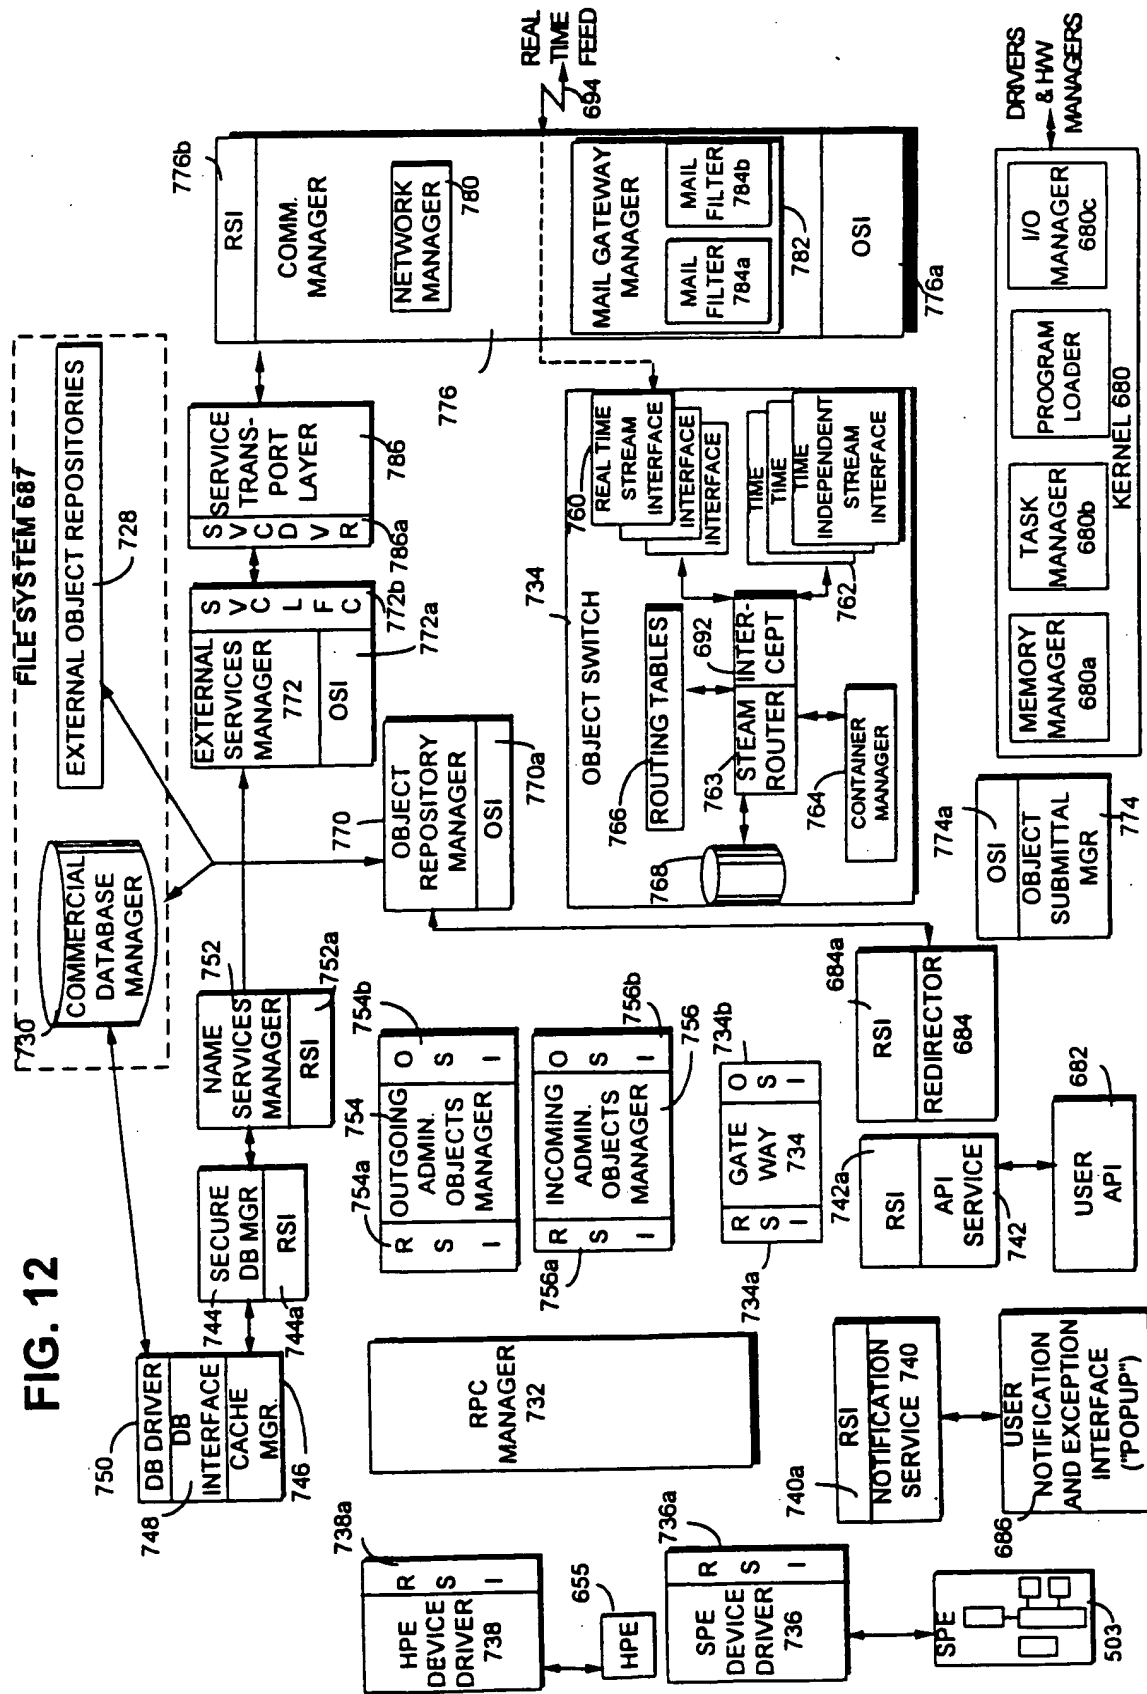 FIG. 12
FILE SYSTEM 687
730
COMMERCIAL
DATABASE
MANAGER
EXTERNAL OBJECT REPOSITORIES
728
750
DB DRIVER
DB
INTERFACE
CACHE
MGR.
748
746
744
SECURE
DB MGR
RSI
744a
752
NAME
SERVICES
MANAGER
RSI
752a
EXTERNAL
SERVICES
MANAGER
772
OSI
S
V
C
L
F
C
772b
772a
S
V
C
D
V
R
786a
SERVICE
TRANS-
PORT
LAYER
786
776b
RSI
COMM.
MANAGER
NETWORK
MANAGER
780
776
MAIL GATEWAY
MANAGER
MAIL
FILTER
784a
MAIL
FILTER
784b
782
OSI
776a
REAL
TIME
FEED
694
738a
HPE
DEVICE
DRIVER
738
R
S
I
HPE
655
SPE
DEVICE
DRIVER
736
R
S
I
736a
SPE
503
RPC
MANAGER
732
754a
754
754b
R
S
I
OUTGOING
ADMIN.
OBJECTS
MANAGER
O
S
I
R
S
I
INCOMING
ADMIN.
OBJECTS
MANAGER
O
S
I
756a
756b
756
R
S
I
GATE
WAY
734
O
S
I
734a
734b
770
OBJECT
REPOSITORY
MANAGER
OSI
770a
734
OBJECT SWITCH
766
ROUTING TABLES
763
STEAM
ROUTER
INTER-
CEPT
692
764
CONTAINER
MANAGER
768
760
REAL TIME
STREAM
INTERFACE
INTERFACE
INTERFACE
TIME
TIME
TIME
INDEPENDENT
STREAM
INTERFACE
762
740a
RSI
NOTIFICATION
SERVICE 740
686
USER
NOTIFICATION
AND EXCEPTION
INTERFACE
("POPUP")
742a
RSI
API
SERVICE
742
USER
API
682
684a
RSI
REDIRECTOR
684
774a
OSI
OBJECT
SUBMITTAL
MGR
774
MEMORY
MANAGER
680a
TASK
MANAGER
680b
PROGRAM
LOADER
I/O
MANAGER
680c
KERNEL 680
DRIVERS
& H/W
MANAGERS